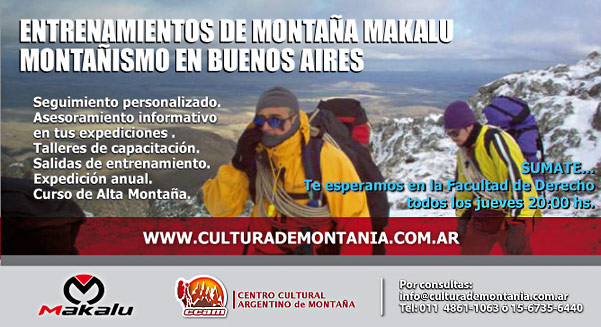 ENTRENAMIENTOS DE MONTAÑA MAKALU
MONTAÑISMO EN BUENOS AIRES
Seguimiento personalizado.
Asesoramiento informativo
en tus expediciones .
Talleres de capacitación.
Salidas de entrenamiento.
Expedición anual.
Curso de Alta Montaña.
SUMATE...
Te esperamos en la Facultad de Derecho
todos los jueves 20:00 hs.
WWW.CULTURADEMONTANIA.COM.AR
Makalu
ccam
CENTRO CULTURAL
ARGENTINO DE MONTAÑA
Por consultas:
info@culturademontania.com.ar
Tel: 011 4861-1063 ó 15-6735-6440